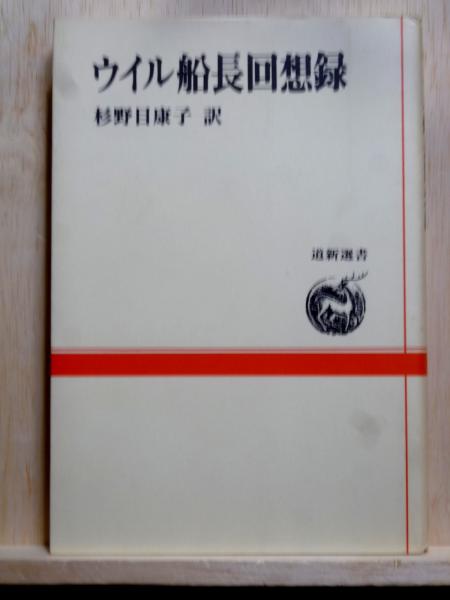 ウイル船長回想録
杉野目康子 訳
道新選書